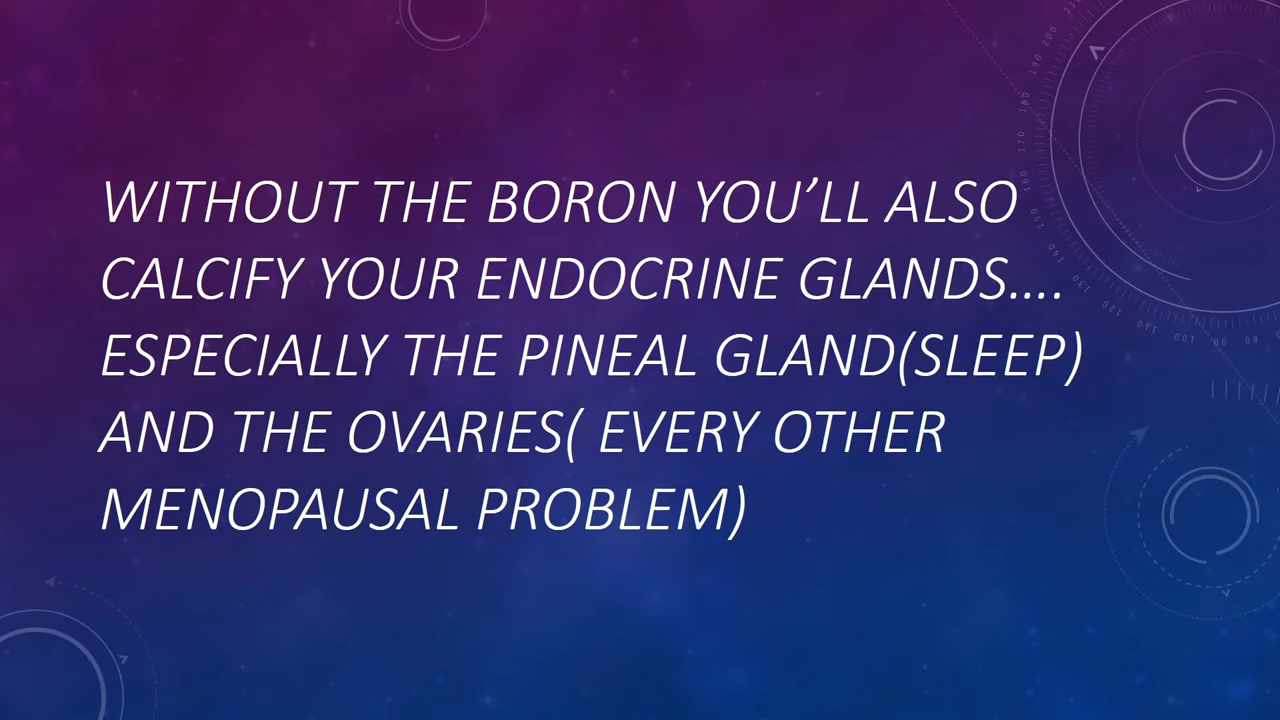 WITHOUT THE BORON YOU’LL ALSO
CALCIFY YOUR ENDOCRINE GLANDS….
ESPECIALLY THE PINEAL GLAND(SLEEP)
AND THE OVARIES( EVERY OTHER
MENOPAUSAL PROBLEM)